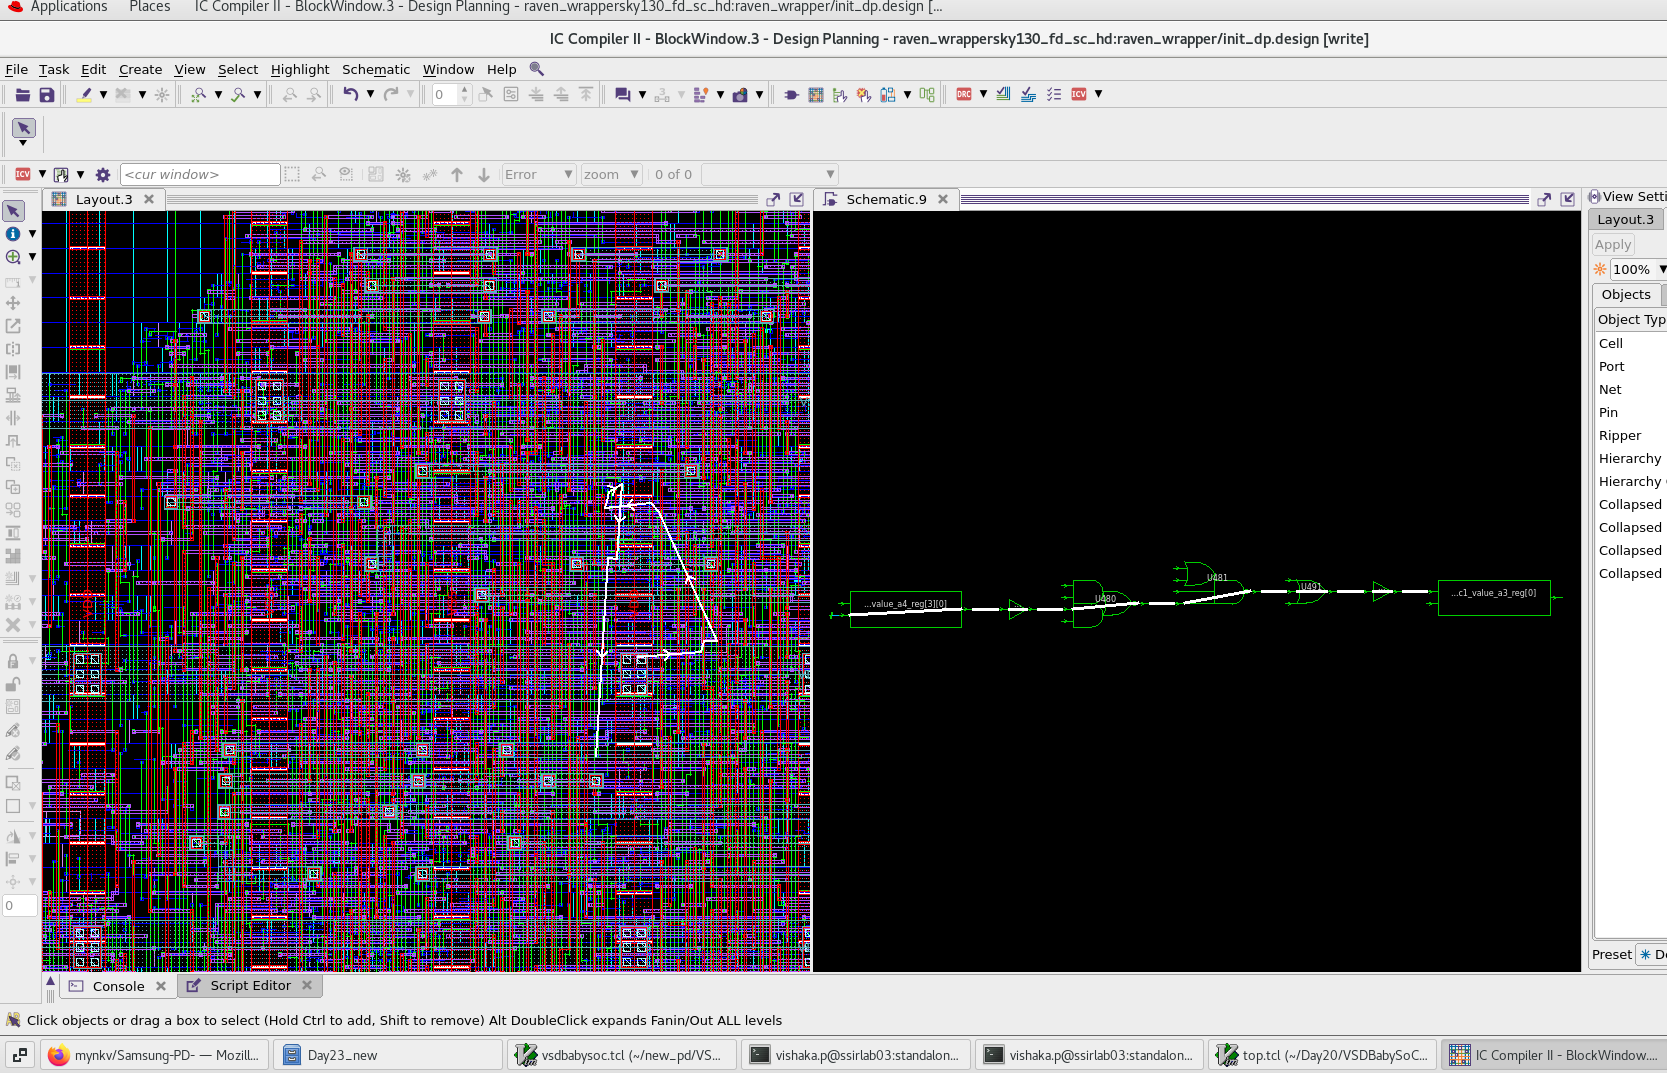 Applications Places IC Compiler II - BlockWindow.3 - Design Planning - raven_wrappersky130_fd_sc_hd:raven_wrapper/init_dp.design [...
IC Compiler II - BlockWindow.3 - Design Planning - raven_wrappersky130_fd_sc_hd:raven_wrapper/init_dp.design [write]
File Task Edit Create View Select Highlight Schematic Window Help
0 DRC ICV
ICV <cur window> Error zoom 0 of 0
Layout.3
Schematic.9
View Setti
Layout.3
Apply
100%
Objects
Object Typ
Cell
Port
Net
Pin
Ripper
Hierarchy
Hierarchy
Collapsed
Collapsed
Collapsed
Collapsed
...value_a4_reg[3][0]
U480
U481
U491
...c1_value_a3_reg[0]
0
Preset
Console Script Editor
Click objects or drag a box to select (Hold Ctrl to add, Shift to remove) Alt DoubleClick expands Fanin/Out ALL levels
mynkv/Samsung-PD- — Mozill... Day23_new vsdbabysoc.tcl (~/new_pd/VS... vishaka.p@ssirlab03:standalon... vishaka.p@ssirlab03:standalon... top.tcl (~/Day20/VSDBabySoC... IC Compiler II - BlockWindow....